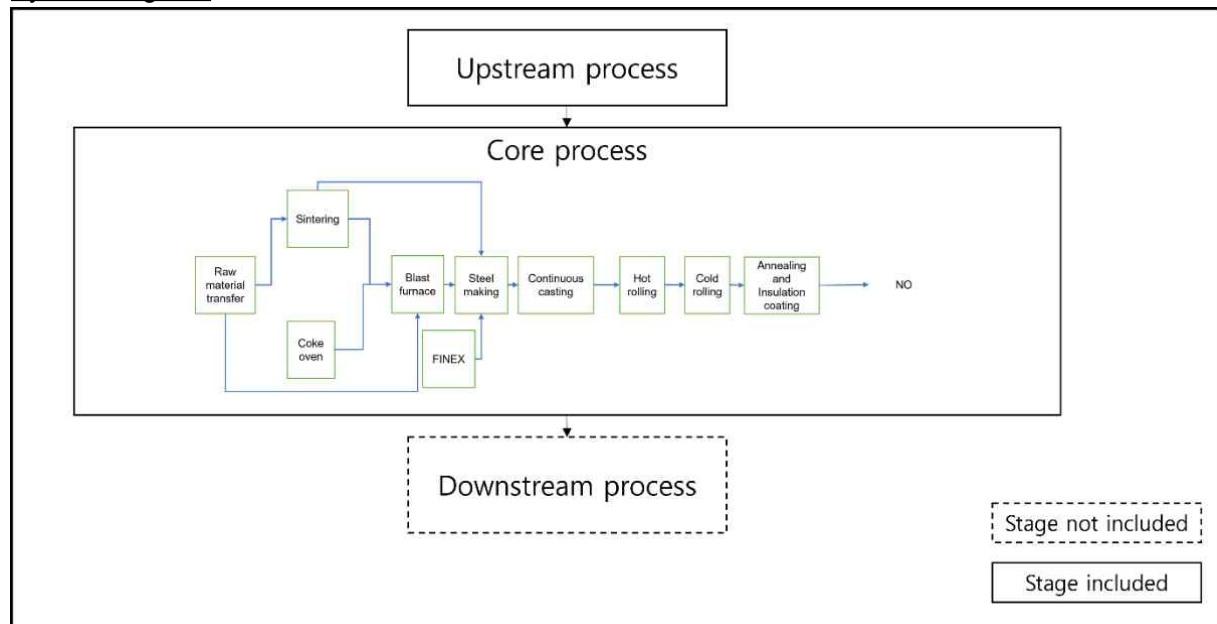 Upstream process
Core process
Sintering
Raw
material
transfer
Coke
oven
Blast
furnace
Steel
making
FINEX
Continuous
casting
Hot
rolling
Cold
rolling
Annealing
and
Insulation
coating
NO
Downstream process
Stage not included
Stage included